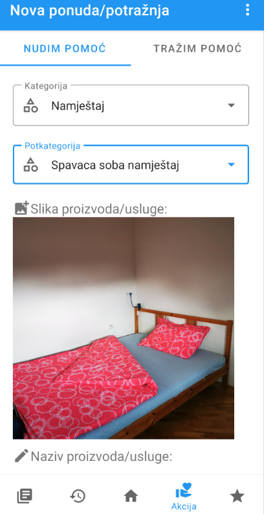 Nova ponuda/potražnja
NUDIM POMOĆ
TRAŽIM POMOĆ
Kategorija
Namještaj
Potkategorija
Spavaca soba namještaj
Slika proizvoda/usluge:
Naziv proizvoda/usluge:
Akcija